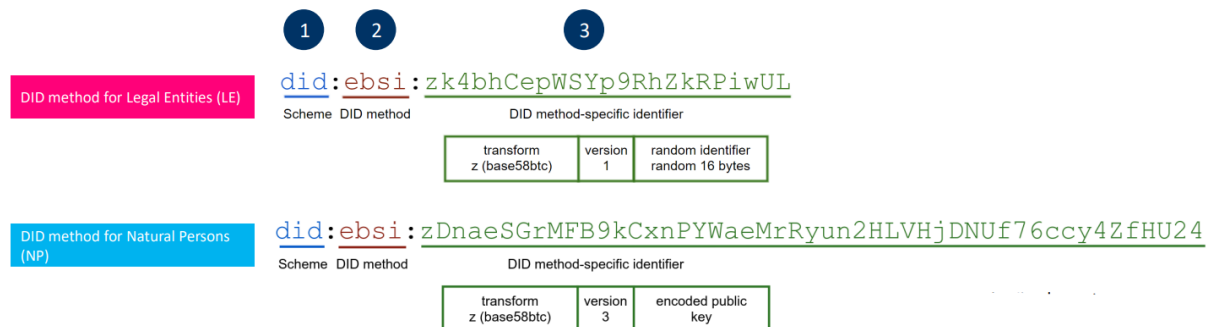 1 2 3
DID method for Legal Entities (LE)
did:ebsi:zk4bhCepWSYp9RhZkRPiwUL
Scheme DID method DID method-specific identifier
transform version random identifier
z (base58btc) 1 random 16 bytes
DID method for Natural Persons
(NP)
did:ebsi:zDnaeSGrMFB9kCxnPYWaeMrRyun2HLVHjDNUf76ccy4ZfHU24
Scheme DID method DID method-specific identifier
transform version encoded public
z (base58btc) 3 key